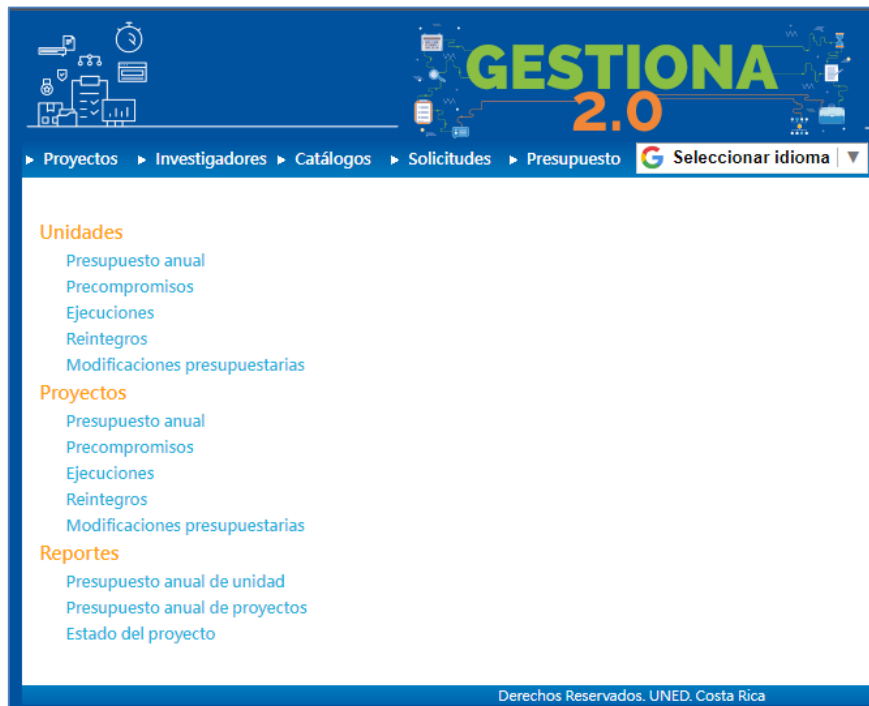 GESTIONA
2.0
Proyectos Investigadores Catálogos Solicitudes Presupuesto G Seleccionar idioma
Unidades
Presupuesto anual
Precompromisos
Ejecuciones
Reintegros
Modificaciones presupuestarias
Proyectos
Presupuesto anual
Precompromisos
Ejecuciones
Reintegros
Modificaciones presupuestarias
Reportes
Presupuesto anual de unidad
Presupuesto anual de proyectos
Estado del proyecto
Derechos Reservados. UNED. Costa Rica